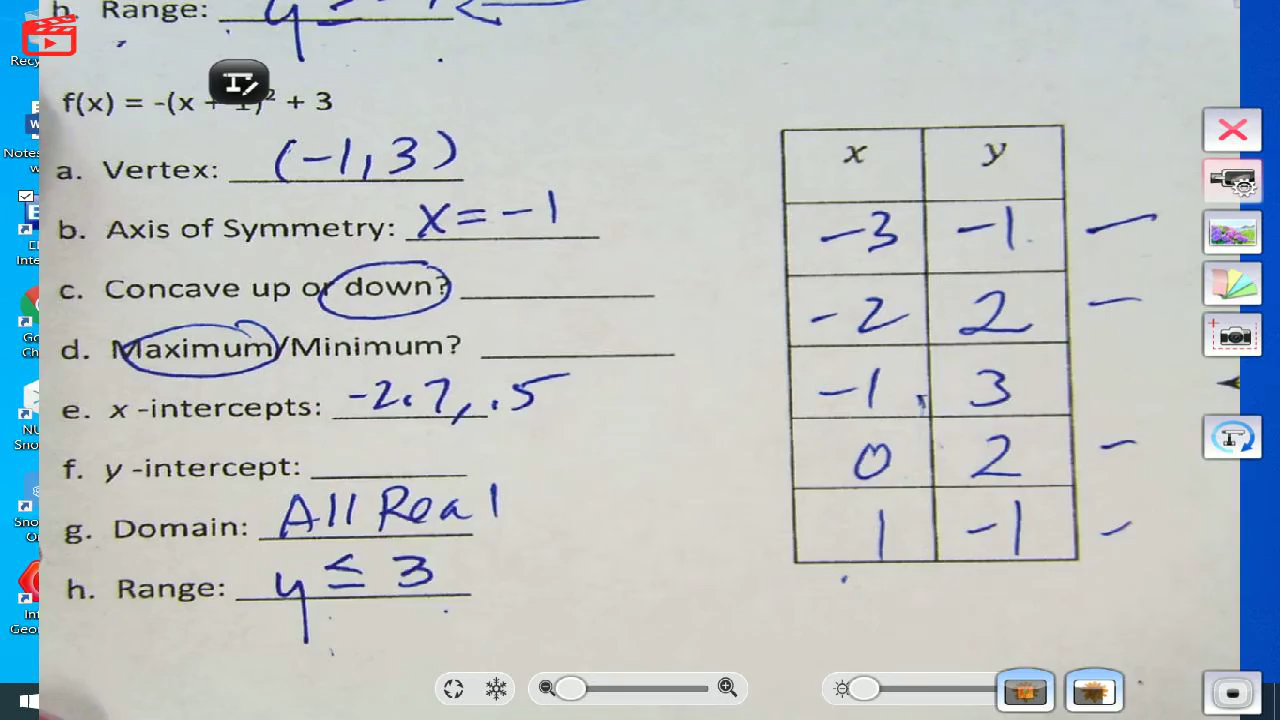 h. Range: y ≤
f(x) = -(x + 1)² + 3
a. Vertex: (-1, 3)
b. Axis of Symmetry: x = -1
c. Concave up or down?
d. Maximum/Minimum?
e. x -intercepts: -2.7, .5
f. y -intercept:
g. Domain: All Real
h. Range: y ≤ 3
x y
-3 -1
-2 2
-1 3
0 2
1 -1